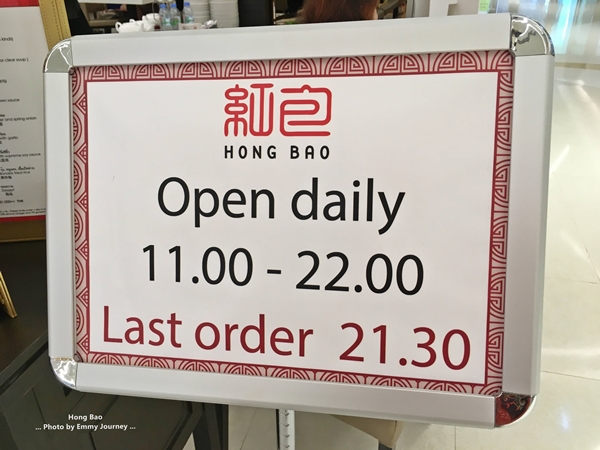 紅包
HONG BAO
Open daily
11.00 - 22.00
Last order 21.30
Hong Bao
... Photo by Emmy Journey ...